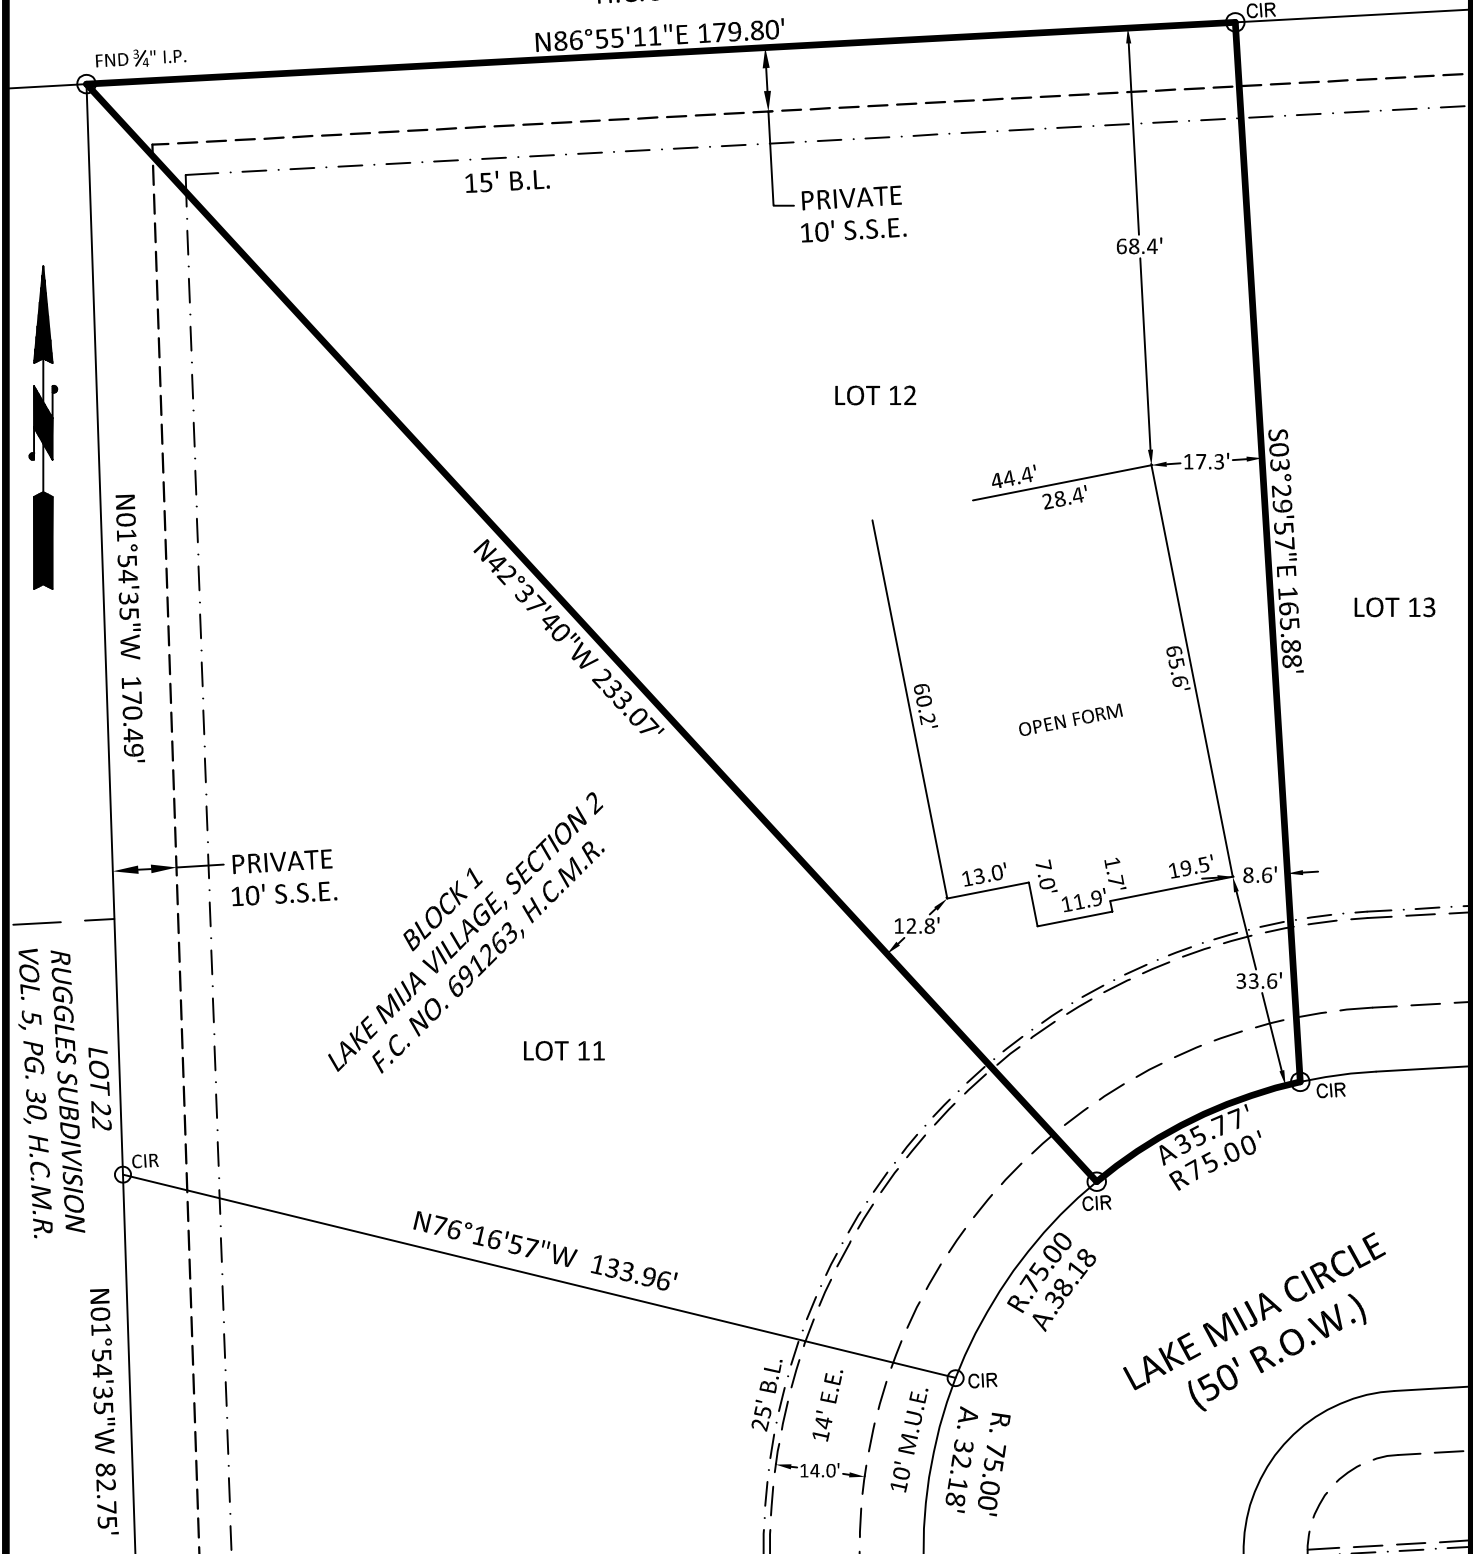 N86°55'11"E 179.80'
CIR
FND ¾" I.P.
15' B.L.
PRIVATE
10' S.S.E.
68.4'
LOT 12
44.4'
28.4'
17.3'
S03°29'57"E 165.88'
LOT 13
N
N01°54'35"W 170.49'
N42°37'40"W 233.07'
60.2'
65.6'
OPEN FORM
13.0'
7.0'
11.9'
1.7'
19.5'
8.6'
12.8'
33.6'
PRIVATE
10' S.S.E.
BLOCK 1
LAKE MIJA VILLAGE, SECTION 2
F.C. NO. 691263, H.C.M.R.
LOT 11
LOT 22
RUGGLES SUBDIVISION
VOL. 5, PG. 30, H.C.M.R.
CIR
A35.77'
R75.00'
CIR
CIR
N76°16'57"W 133.96'
R.75.00
A.38.18
LAKE MIJA CIRCLE
(50' R.O.W.)
N01°54'35"W 82.75'
CIR
25' B.L.
14' E.E.
10' M.U.E.
14.0'
R. 75.00'
A. 32.18'